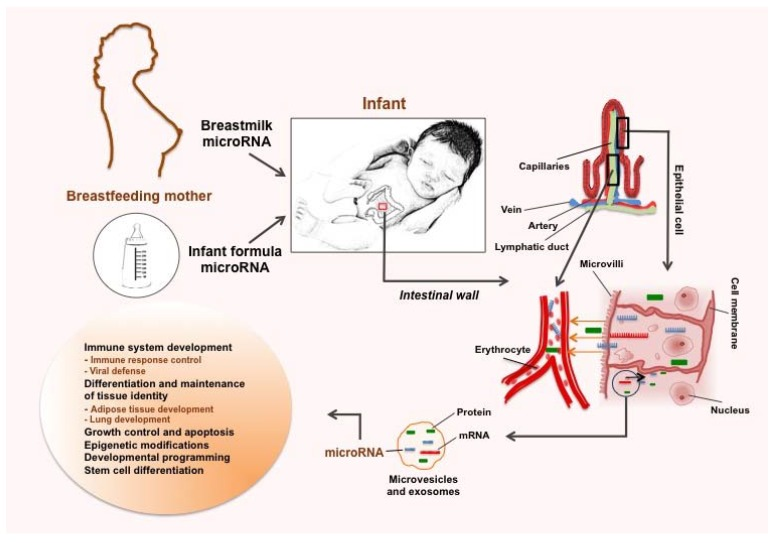 Infant
Breastmilk
microRNA
Breastfeeding mother
Infant formula
microRNA
Capillaries
Vein
Artery
Lymphatic duct
Epithelial cell
Intestinal wall
Microvilli
Cell membrane
Erythrocyte
Nucleus
Protein
mRNA
microRNA
Microvesicles
and exosomes
Immune system development
- Immune response control
- Viral defense
Differentiation and maintenance
of tissue identity
- Adipose tissue development
- Lung development
Growth control and apoptosis
Epigenetic modifications
Developmental programming
Stem cell differentiation